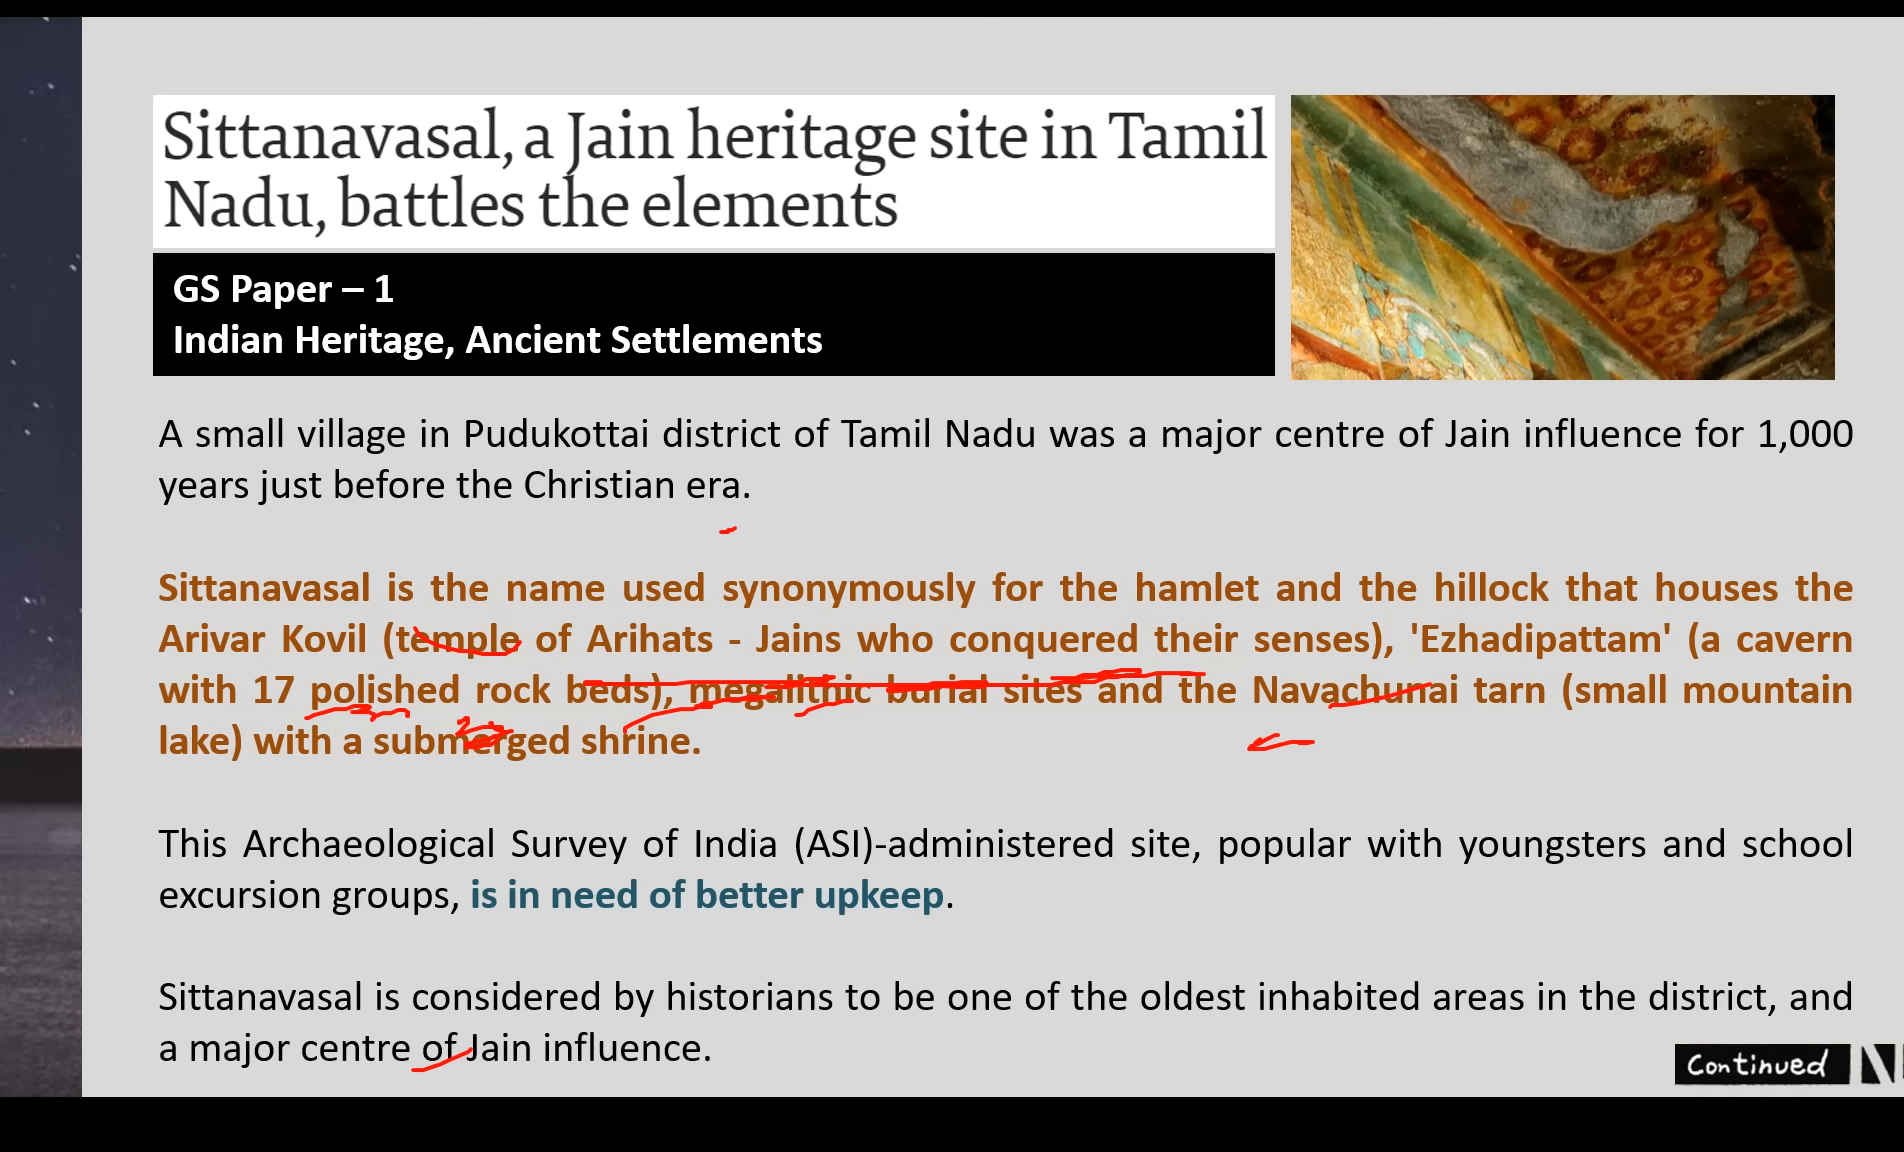 Sittanavasal, a Jain heritage site in Tamil
Nadu, battles the elements
GS Paper – 1
Indian Heritage, Ancient Settlements
A small village in Pudukottai district of Tamil Nadu was a major centre of Jain influence for 1,000
years just before the Christian era.
Sittanavasal is the name used synonymously for the hamlet and the hillock that houses the
Arivar Kovil (temple of Arihats - Jains who conquered their senses), 'Ezhadipattam' (a cavern
with 17 polished rock beds), megalithic burial sites and the Navachunai tarn (small mountain
lake) with a submerged shrine.
This Archaeological Survey of India (ASI)-administered site, popular with youngsters and school
excursion groups, is in need of better upkeep.
Sittanavasal is considered by historians to be one of the oldest inhabited areas in the district, and
a major centre of Jain influence.
Continued